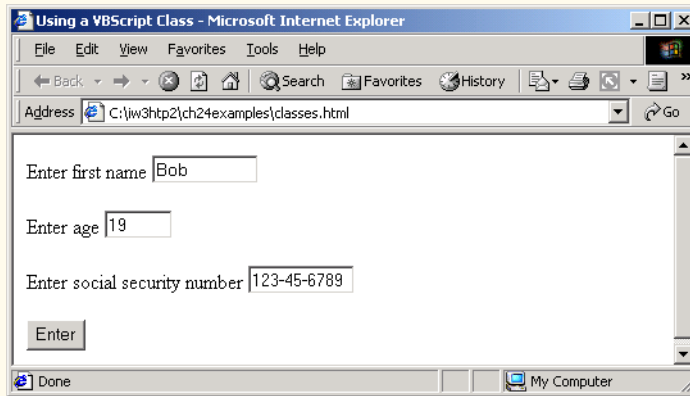 Using a VBScript Class - Microsoft Internet Explorer
File Edit View Favorites Tools Help
Back Search Favorites History »
Address C:\iw3htp2\ch24examples\classes.html Go
Enter first name Bob
Enter age 19
Enter social security number 123-45-6789
Enter
Done My Computer